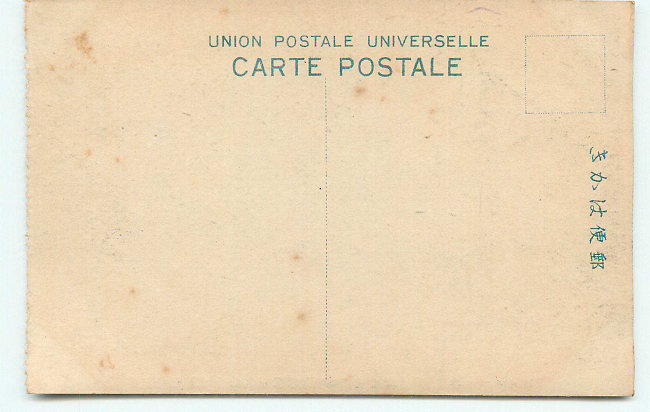 UNION POSTALE UNIVERSELLE
CARTE POSTALE
郵便はかき